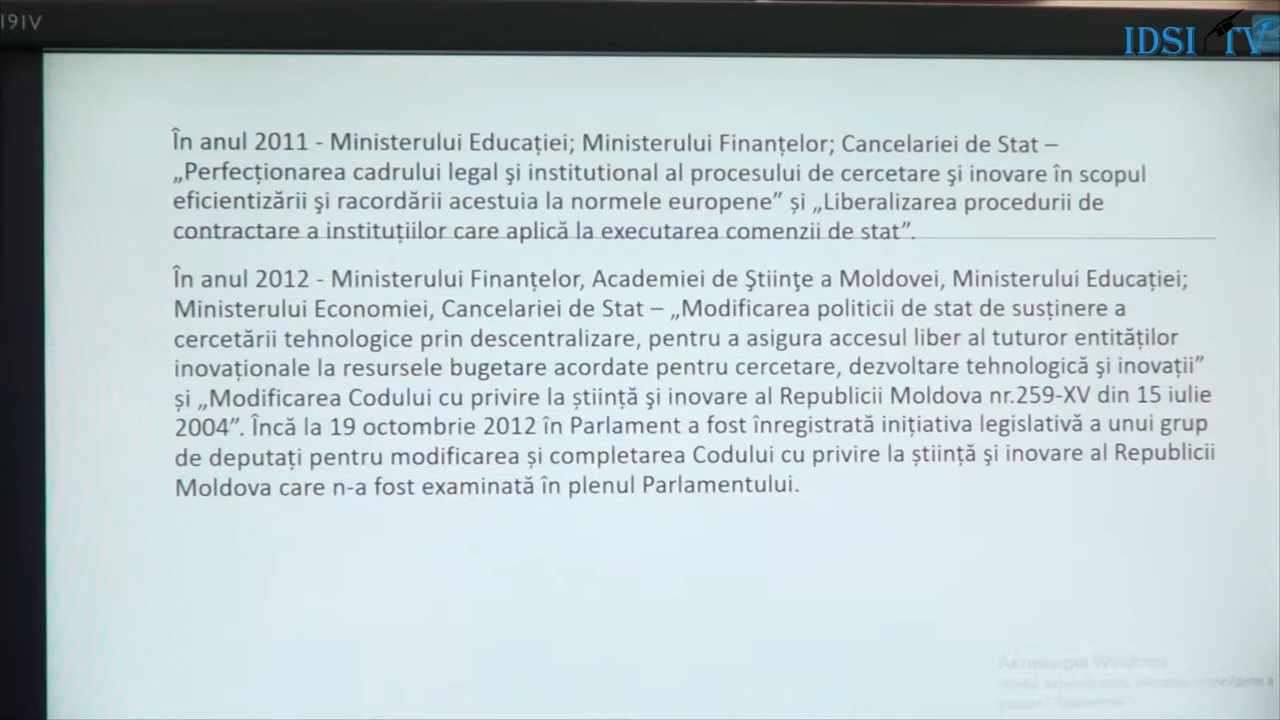 191V
IDSI TV
În anul 2011 - Ministerului Educației; Ministerului Finanțelor; Cancelariei de Stat –
„Perfecționarea cadrului legal şi institutional al procesului de cercetare şi inovare în scopul
eficientizării şi racordării acestuia la normele europene” și „Liberalizarea procedurii de
contractare a instituțiilor care aplică la executarea comenzii de stat”.
În anul 2012 - Ministerului Finanțelor, Academiei de Ştiinţe a Moldovei, Ministerului Educației;
Ministerului Economiei, Cancelariei de Stat – „Modificarea politicii de stat de susținere a
cercetării tehnologice prin descentralizare, pentru a asigura accesul liber al tuturor entităților
inovaționale la resursele bugetare acordate pentru cercetare, dezvoltare tehnologică şi inovații”
și „Modificarea Codului cu privire la știință şi inovare al Republicii Moldova nr.259-XV din 15 iulie
2004”. Încă la 19 octombrie 2012 în Parlament a fost înregistrată inițiativa legislativă a unui grup
de deputați pentru modificarea și completarea Codului cu privire la știință şi inovare al Republicii
Moldova care n-a fost examinată în plenul Parlamentului.
Активация Windows